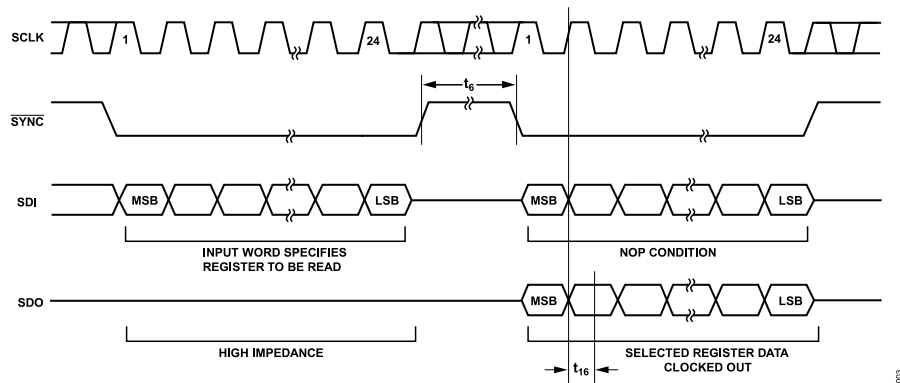 SCLK
1
24
1
24
t6
SYNC
SDI
MSB
LSB
MSB
LSB
INPUT WORD SPECIFIES
REGISTER TO BE READ
NOP CONDITION
SDO
MSB
LSB
HIGH IMPEDANCE
SELECTED REGISTER DATA
CLOCKED OUT
t16
003